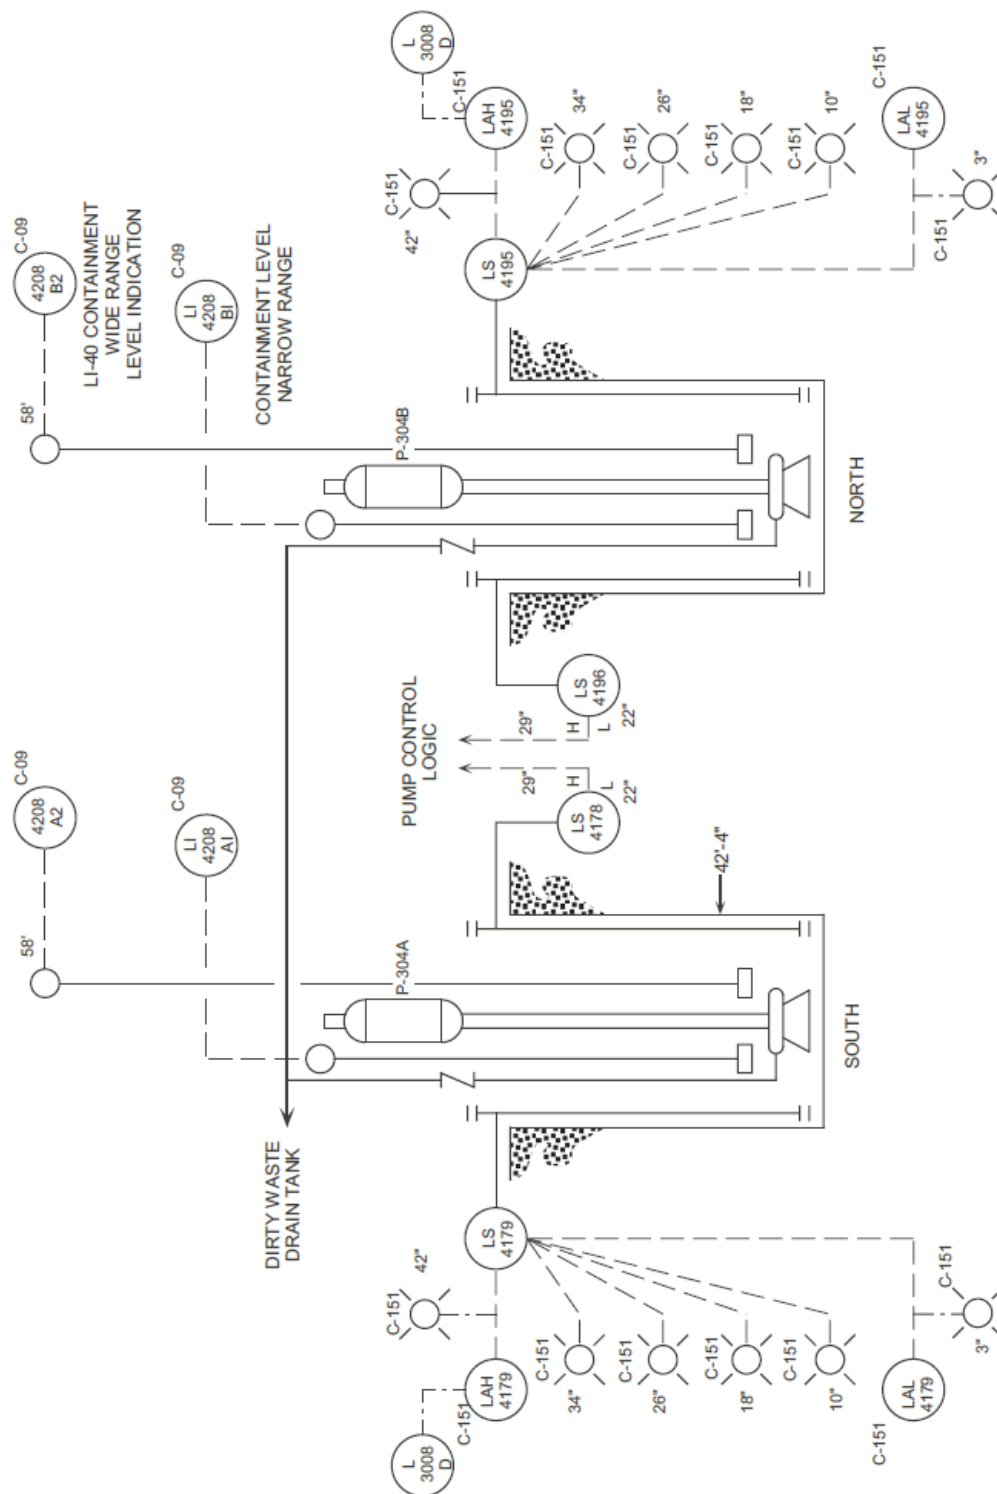 58'
4208
A2
C-09
58'
4208
B2
C-09
LI-40 CONTAINMENT
WIDE RANGE
LEVEL INDICATION
LI
4208
AI
C-09
LI
4208
BI
C-09
CONTAINMENT LEVEL
NARROW RANGE
DIRTY WASTE
DRAIN TANK
P-304A
P-304B
PUMP CONTROL
LOGIC
L
3008
D
C-151
LAH
4179
C-151
42"
LS
4179
C-151
34"
C-151
26"
C-151
18"
C-151
10"
C-151
LAL
4179
C-151
3"
LS
4178
H
L
29"
22"
LS
4196
H
L
29"
22"
42'-4"
SOUTH
NORTH
LS
4195
C-151
42"
L
3008
D
C-151
LAH
4195
C-151
34"
C-151
26"
C-151
18"
C-151
10"
C-151
LAL
4195
C-151
3"